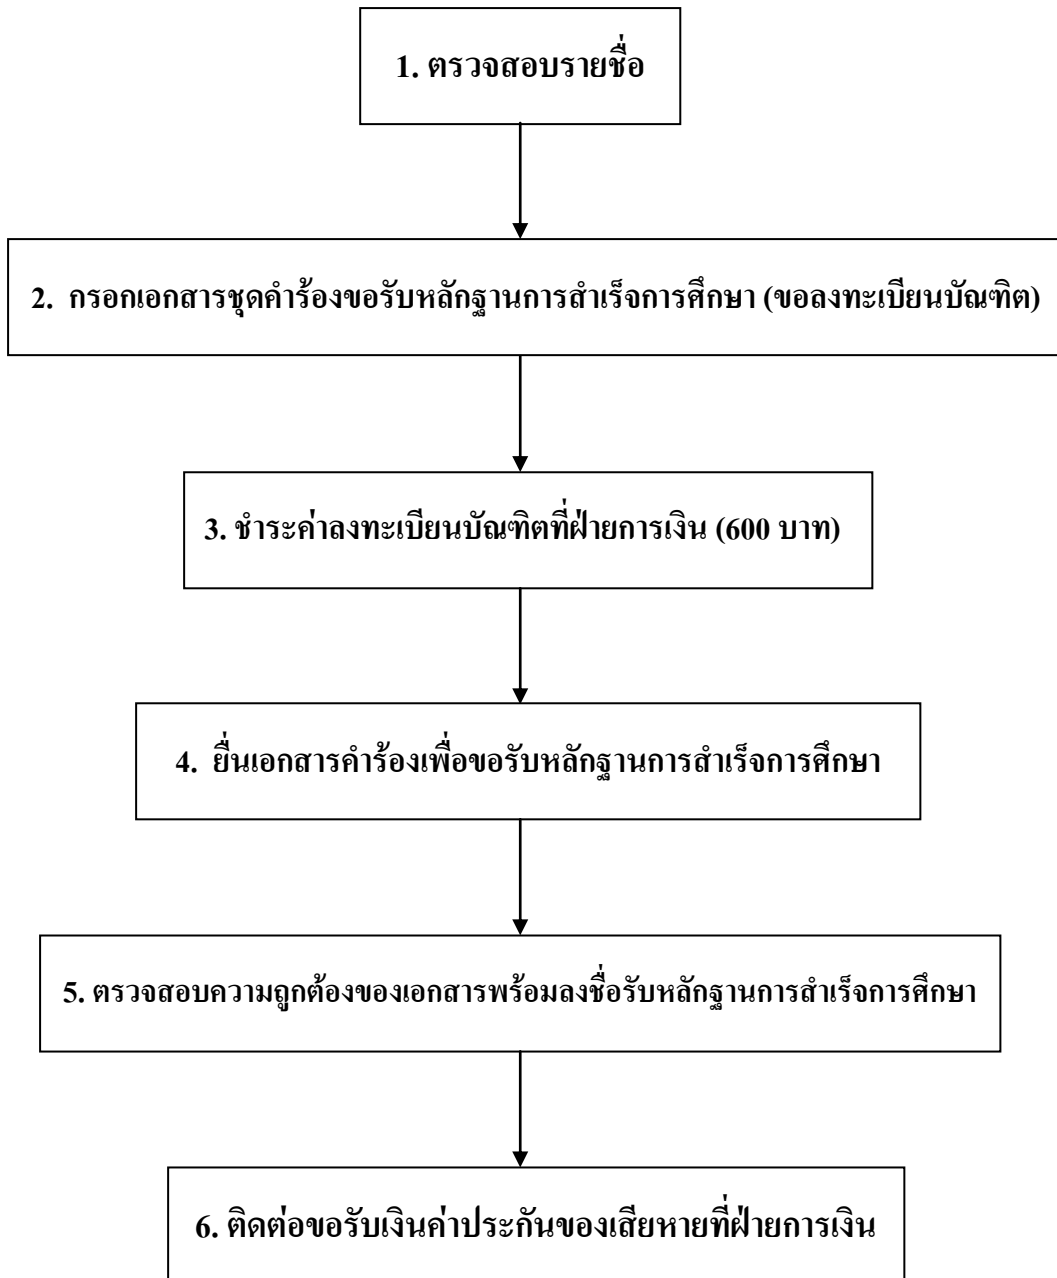 1. ตรวจสอบรายชื่อ
2. กรอกเอกสารชุดคำร้องขอรับหลักฐานการสำเร็จการศึกษา (ขอลงทะเบียนบัณฑิต)
3. ชำระค่าลงทะเบียนบัณฑิตที่ฝ่ายการเงิน (600 บาท)
4. ยื่นเอกสารคำร้องเพื่อขอรับหลักฐานการสำเร็จการศึกษา
5. ตรวจสอบความถูกต้องของเอกสารพร้อมลงชื่อรับหลักฐานการสำเร็จการศึกษา
6. ติดต่อขอรับเงินค่าประกันของเสียหายที่ฝ่ายการเงิน